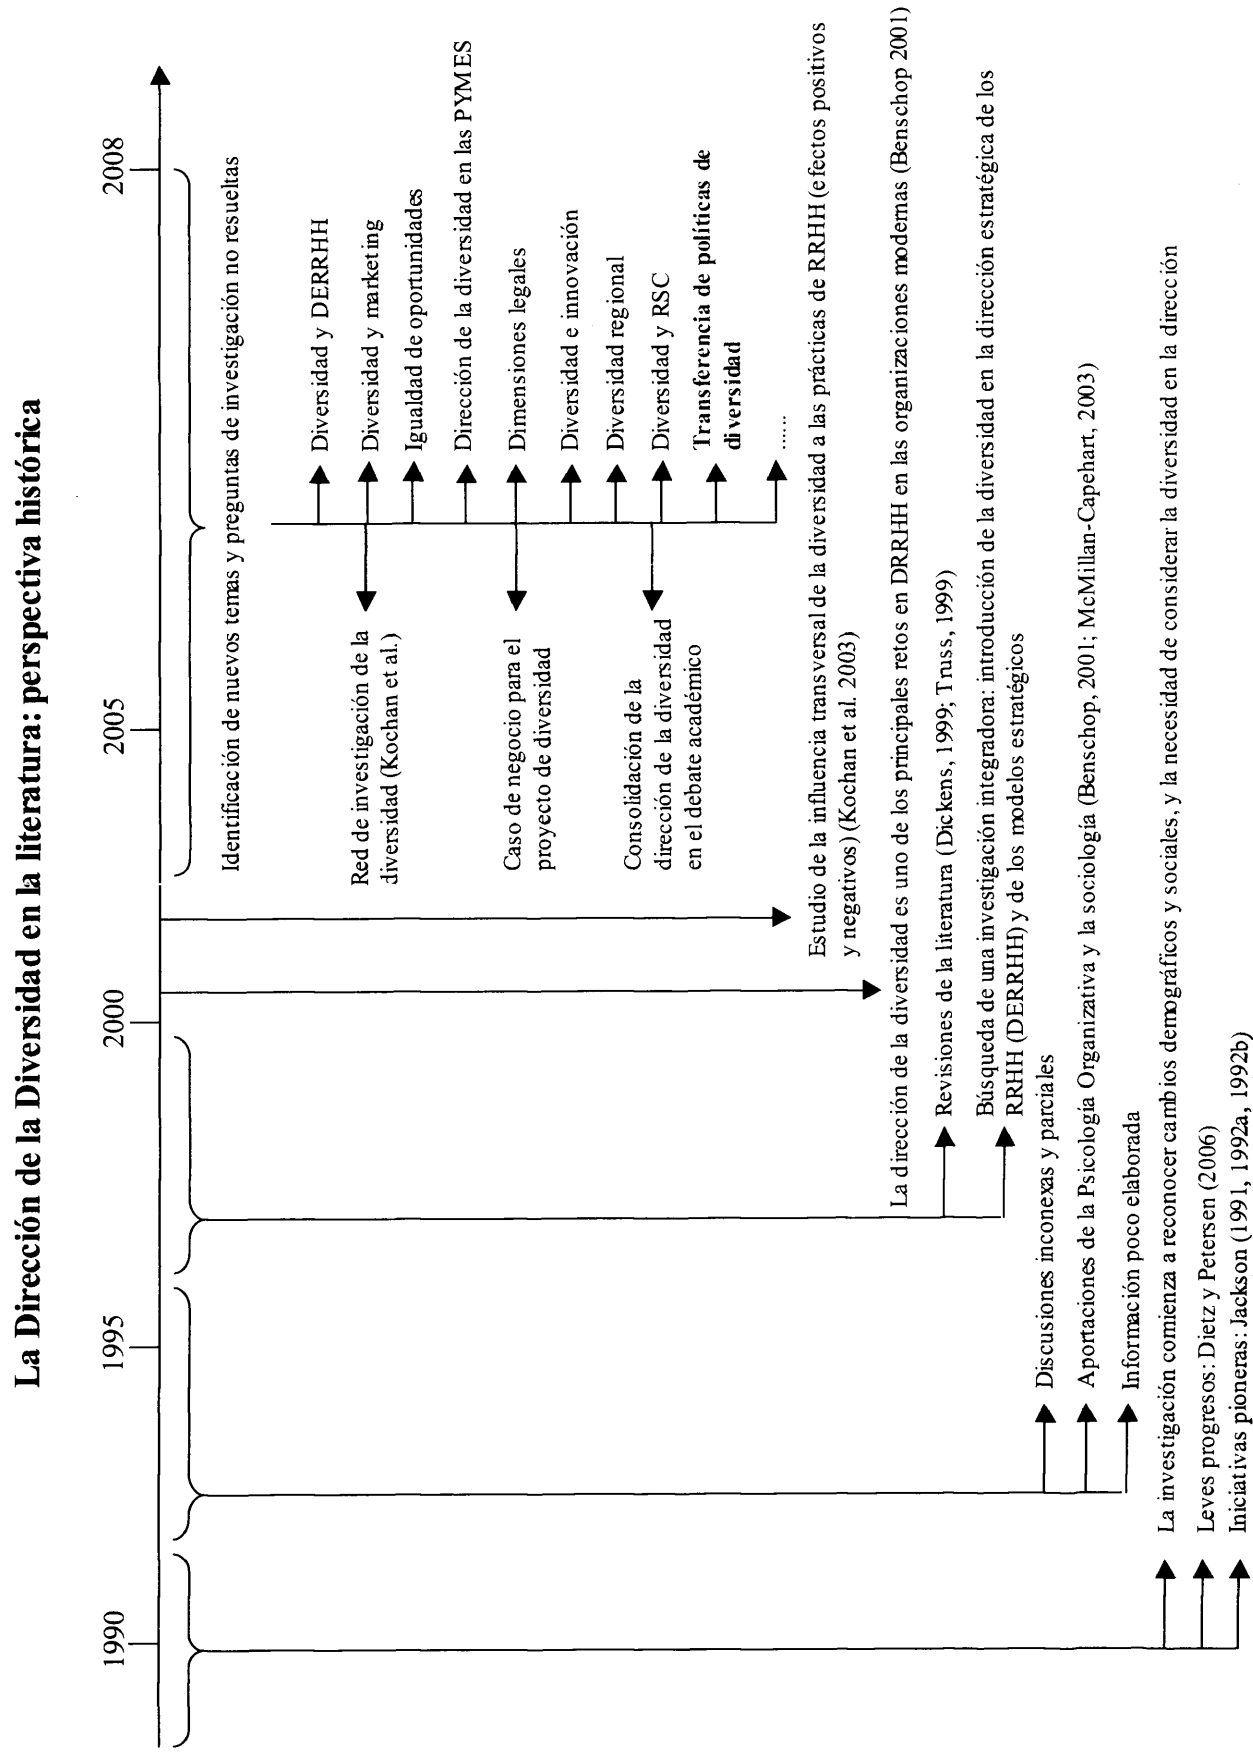 La Dirección de la Diversidad en la literatura: perspectiva histórica
1990
1995
2000
2005
2008
Identificación de nuevos temas y preguntas de investigación no resueltas
Red de investigación de la
diversidad (Kochan et al.)
Caso de negocio para el
proyecto de diversidad
Consolidación de la
dirección de la diversidad
en el debate académico
Diversidad y DERRHH
Diversidad y marketing
Igualdad de oportunidades
Dirección de la diversidad en las PYMES
Dimensiones legales
Diversidad e innovación
Diversidad regional
Diversidad y RSC
Transferencia de políticas de
diversidad
......
Estudio de la influencia transversal de la diversidad a las prácticas de RRHH (efectos positivos
y negativos) (Kochan et al. 2003)
La dirección de la diversidad es uno de los principales retos en DRRHH en las organizaciones modernas (Benschop 2001)
Revisiones de la literatura (Dickens, 1999; Truss, 1999)
Búsqueda de una investigación integradora: introducción de la diversidad en la dirección estratégica de los
RRHH (DERRHH) y de los modelos estratégicos
Discusiones inconexas y parciales
Aportaciones de la Psicología Organizativa y la sociología (Benschop, 2001; McMillan-Capehart, 2003)
Información poco elaborada
La investigación comienza a reconocer cambios demográficos y sociales, y la necesidad de considerar la diversidad en la dirección
Leves progresos: Dietz y Petersen (2006)
Iniciativas pioneras: Jackson (1991, 1992a, 1992b)